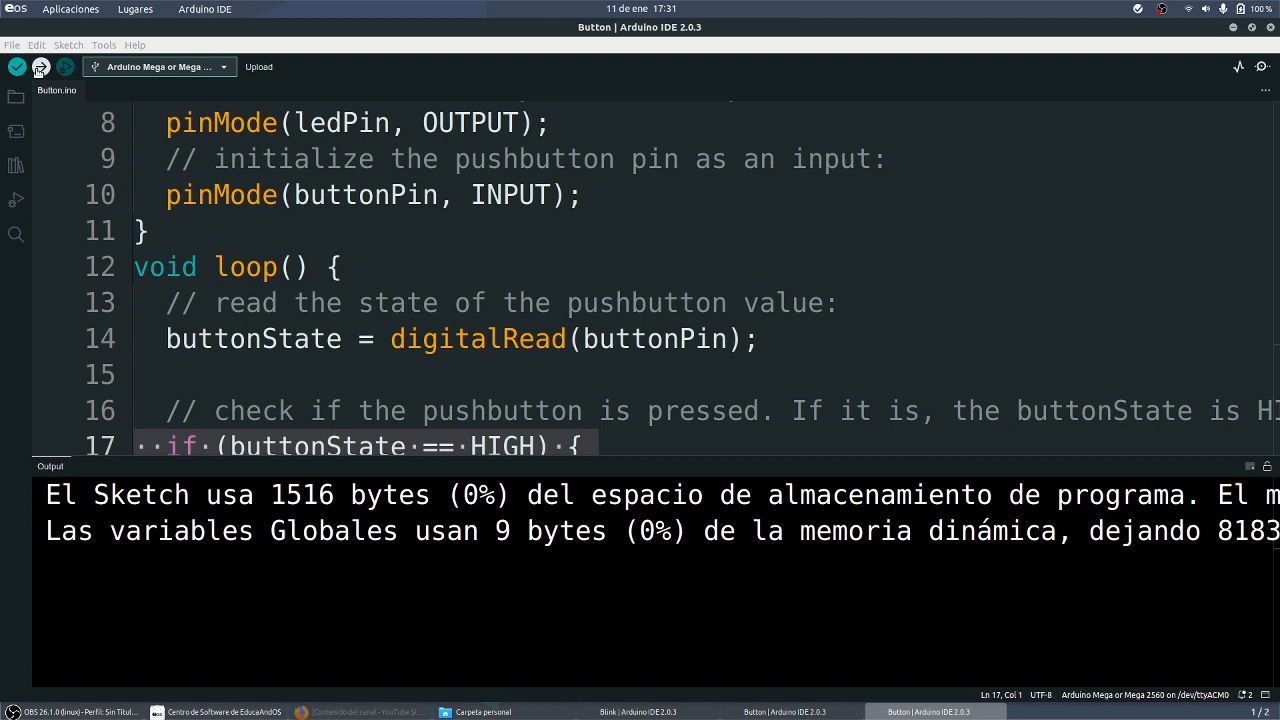 eos Aplicaciones Lugares Arduino IDE 11 de ene 17:31 100 %
Button | Arduino IDE 2.0.3
File Edit Sketch Tools Help
Arduino Mega or Mega ... Upload
Button.ino
8 pinMode(ledPin, OUTPUT);
9 // initialize the pushbutton pin as an input:
10 pinMode(buttonPin, INPUT);
11 }
12 void loop() {
13 // read the state of the pushbutton value:
14 buttonState = digitalRead(buttonPin);
15
16 // check if the pushbutton is pressed. If it is, the buttonState is HI
17 ··if·(buttonState·==·HIGH)·{
Output
El Sketch usa 1516 bytes (0%) del espacio de almacenamiento de programa. El m
Las variables Globales usan 9 bytes (0%) de la memoria dinámica, dejando 8183
Ln 17, Col 1 UTF-8 Arduino Mega or Mega 2560 on /dev/ttyACM0 2
OBS 26.1.0 (linux) - Perfil: Sin Titul... Centro de Software de EducaAndOS [Contenido del canal - YouTube St... Carpeta personal Blink | Arduino IDE 2.0.3 Button | Arduino IDE 2.0.3 Button | Arduino IDE 2.0.3 1 / 2